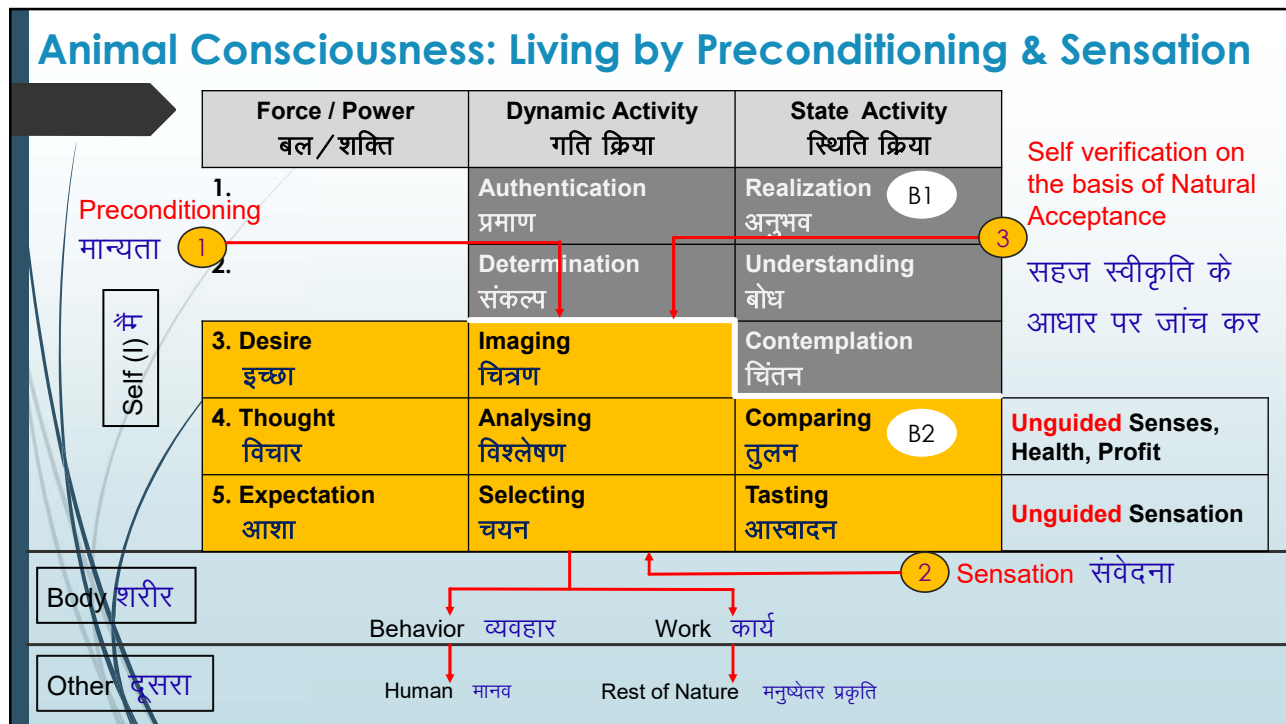 Animal Consciousness: Living by Preconditioning & Sensation
Force / Power
बल/शक्ति
Dynamic Activity
गति क्रिया
State Activity
स्थिति क्रिया
Self verification on
the basis of Natural
Acceptance
सहज स्वीकृति के
आधार पर जांच कर
3
Preconditioning
मान्यता
1
Self (I) मैं
1.
Authentication
प्रमाण
Realization
अनुभव
B1
2.
Determination
संकल्प
Understanding
बोध
3. Desire
इच्छा
Imaging
चित्रण
Contemplation
चिंतन
4. Thought
विचार
Analysing
विश्लेषण
Comparing
तुलन
B2
Unguided Senses,
Health, Profit
5. Expectation
आशा
Selecting
चयन
Tasting
आस्वादन
Unguided Sensation
2 Sensation संवेदना
Body शरीर
Behavior व्यवहार
Work कार्य
Other दूसरा
Human मानव
Rest of Nature मनुष्येतर प्रकृति